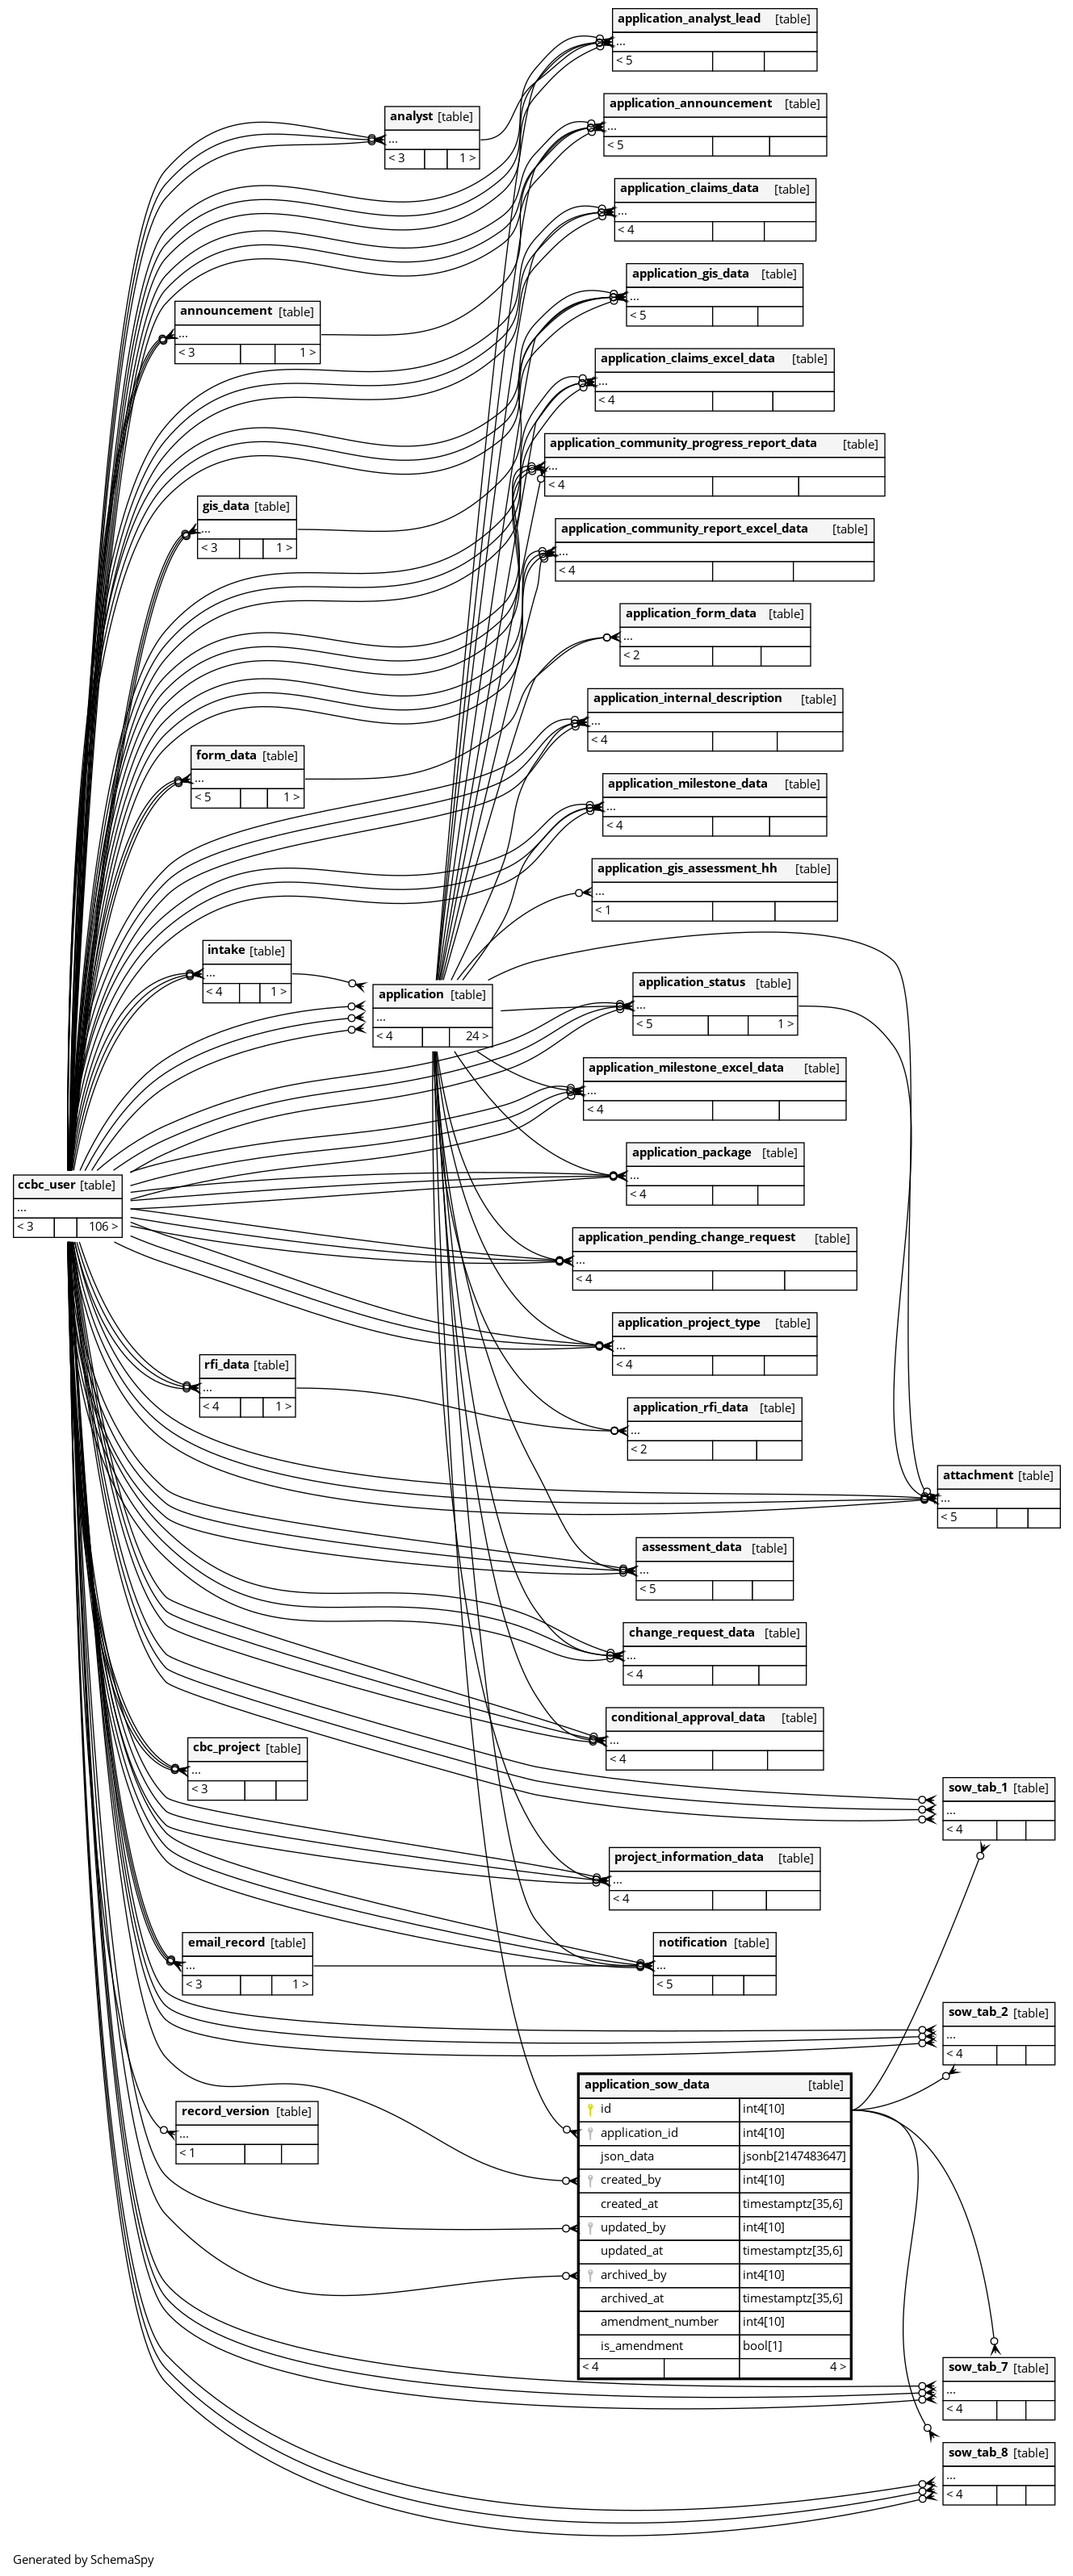 application_analyst_lead [table]
...
< 5
application_announcement [table]
...
< 5
analyst [table]
...
< 3 1 >
application_claims_data [table]
...
< 4
application_gis_data [table]
...
< 5
announcement [table]
...
< 3 1 >
application_claims_excel_data [table]
...
< 4
application_community_progress_report_data [table]
...
< 4
gis_data [table]
...
< 3 1 >
application_community_report_excel_data [table]
...
< 4
application_form_data [table]
...
< 2
application_internal_description [table]
...
< 4
form_data [table]
...
< 5 1 >
application_milestone_data [table]
...
< 4
application_gis_assessment_hh [table]
...
< 1
intake [table]
...
< 4 1 >
application [table]
...
< 4 24 >
application_status [table]
...
< 5 1 >
application_milestone_excel_data [table]
...
< 4
application_package [table]
...
< 4
ccbc_user [table]
...
< 3 106 >
application_pending_change_request [table]
...
< 4
application_project_type [table]
...
< 4
rfi_data [table]
...
< 4 1 >
application_rfi_data [table]
...
< 2
attachment [table]
...
< 5
assessment_data [table]
...
< 5
change_request_data [table]
...
< 4
conditional_approval_data [table]
...
< 4
cbc_project [table]
...
< 3
sow_tab_1 [table]
...
< 4
project_information_data [table]
...
< 4
email_record [table]
...
< 3 1 >
notification [table]
...
< 5
sow_tab_2 [table]
...
< 4
application_sow_data [table]
id int4[10]
application_id int4[10]
json_data jsonb[2147483647]
created_by int4[10]
created_at timestamptz[35,6]
updated_by int4[10]
updated_at timestamptz[35,6]
archived_by int4[10]
archived_at timestamptz[35,6]
amendment_number int4[10]
is_amendment bool[1]
< 4 4 >
record_version [table]
...
< 1
sow_tab_7 [table]
...
< 4
sow_tab_8 [table]
...
< 4
Generated by SchemaSpy